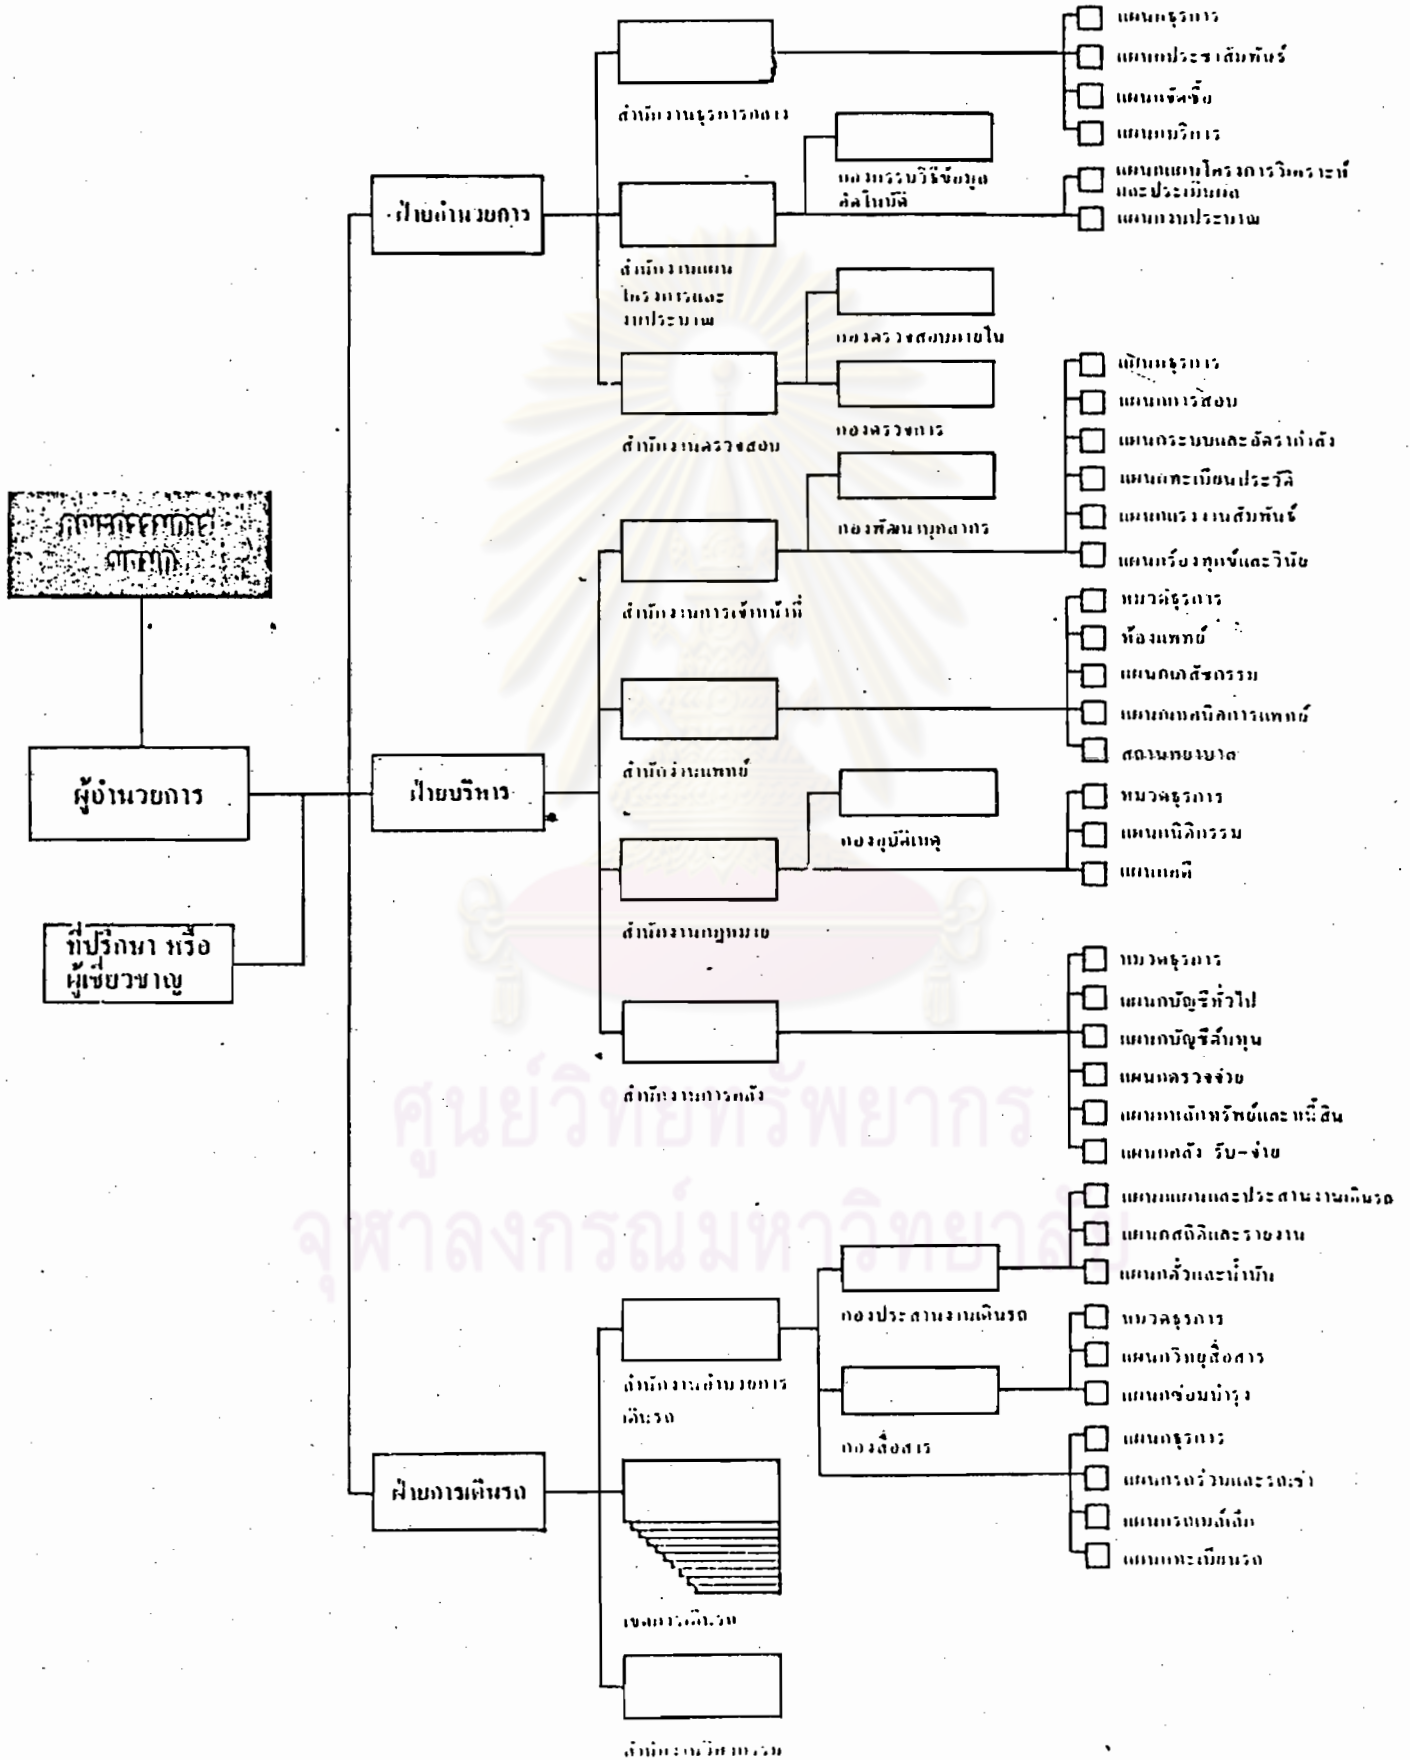 แผนกธุรการ
แผนกประชาสัมพันธ์
แผนกจัดซื้อ
แผนกบริการ
สำนักงานธุรการกลาง
กองกรรมวิธีข้อมูล
อัตโนมัติ
แผนกแผนโครงการวิเคราะห์
และประเมินผล
แผนกงบประมาณ
ฝ่ายอำนวยการ
สำนักงานแผน
โครงการและ
งบประมาณ
กองตรวจสอบภายใน
กองตรวจการ
สำนักงานตรวจสอบ
แผนกธุรการ
แผนกการสอบ
แผนกระบบและอัตรากำลัง
แผนกทะเบียนประวัติ
แผนกแรงงานสัมพันธ์
แผนกร้องทุกข์และวินัย
กองพัฒนาบุคลากร
สำนักงานการเจ้าหน้าที่
คณะกรรมการ
ขสมก
ผู้อำนวยการ
ที่ปรึกษา หรือ
ผู้เชี่ยวชาญ
ฝ่ายบริหาร
หมวดธุรการ
ห้องแพทย์
แผนกเภสัชกรรม
แผนกเทคนิคการแพทย์
สถานพยาบาล
สำนักงานแพทย์
กองอุบัติเหตุ
หมวดธุรการ
แผนกนิติกรรม
แผนกคดี
สำนักงานกฎหมาย
หมวดธุรการ
แผนกบัญชีทั่วไป
แผนกบัญชีต้นทุน
แผนกตรวจจ่าย
แผนกหลักทรัพย์และหนี้สิน
แผนกคลัง รับ-จ่าย
สำนักงานการคลัง
ศูนย์วิทยทรัพยากร
จุฬาลงกรณ์มหาวิทยาลัย
แผนกแผนและประสานงานเดินรถ
แผนกสถิติและรายงาน
แผนกตั๋วและน้ำมัน
กองประสานงานเดินรถ
หมวดธุรการ
แผนกวิทยุสื่อสาร
แผนกซ่อมบำรุง
กองสื่อสาร
สำนักงานอำนวยการ
เดินรถ
แผนกธุรการ
แผนกรถร่วมและรถเช่า
แผนกรถเมล์เล็ก
แผนกทะเบียนรถ
ฝ่ายการเดินรถ
เขตการเดินรถ
สำนักงานวิศวกรรม